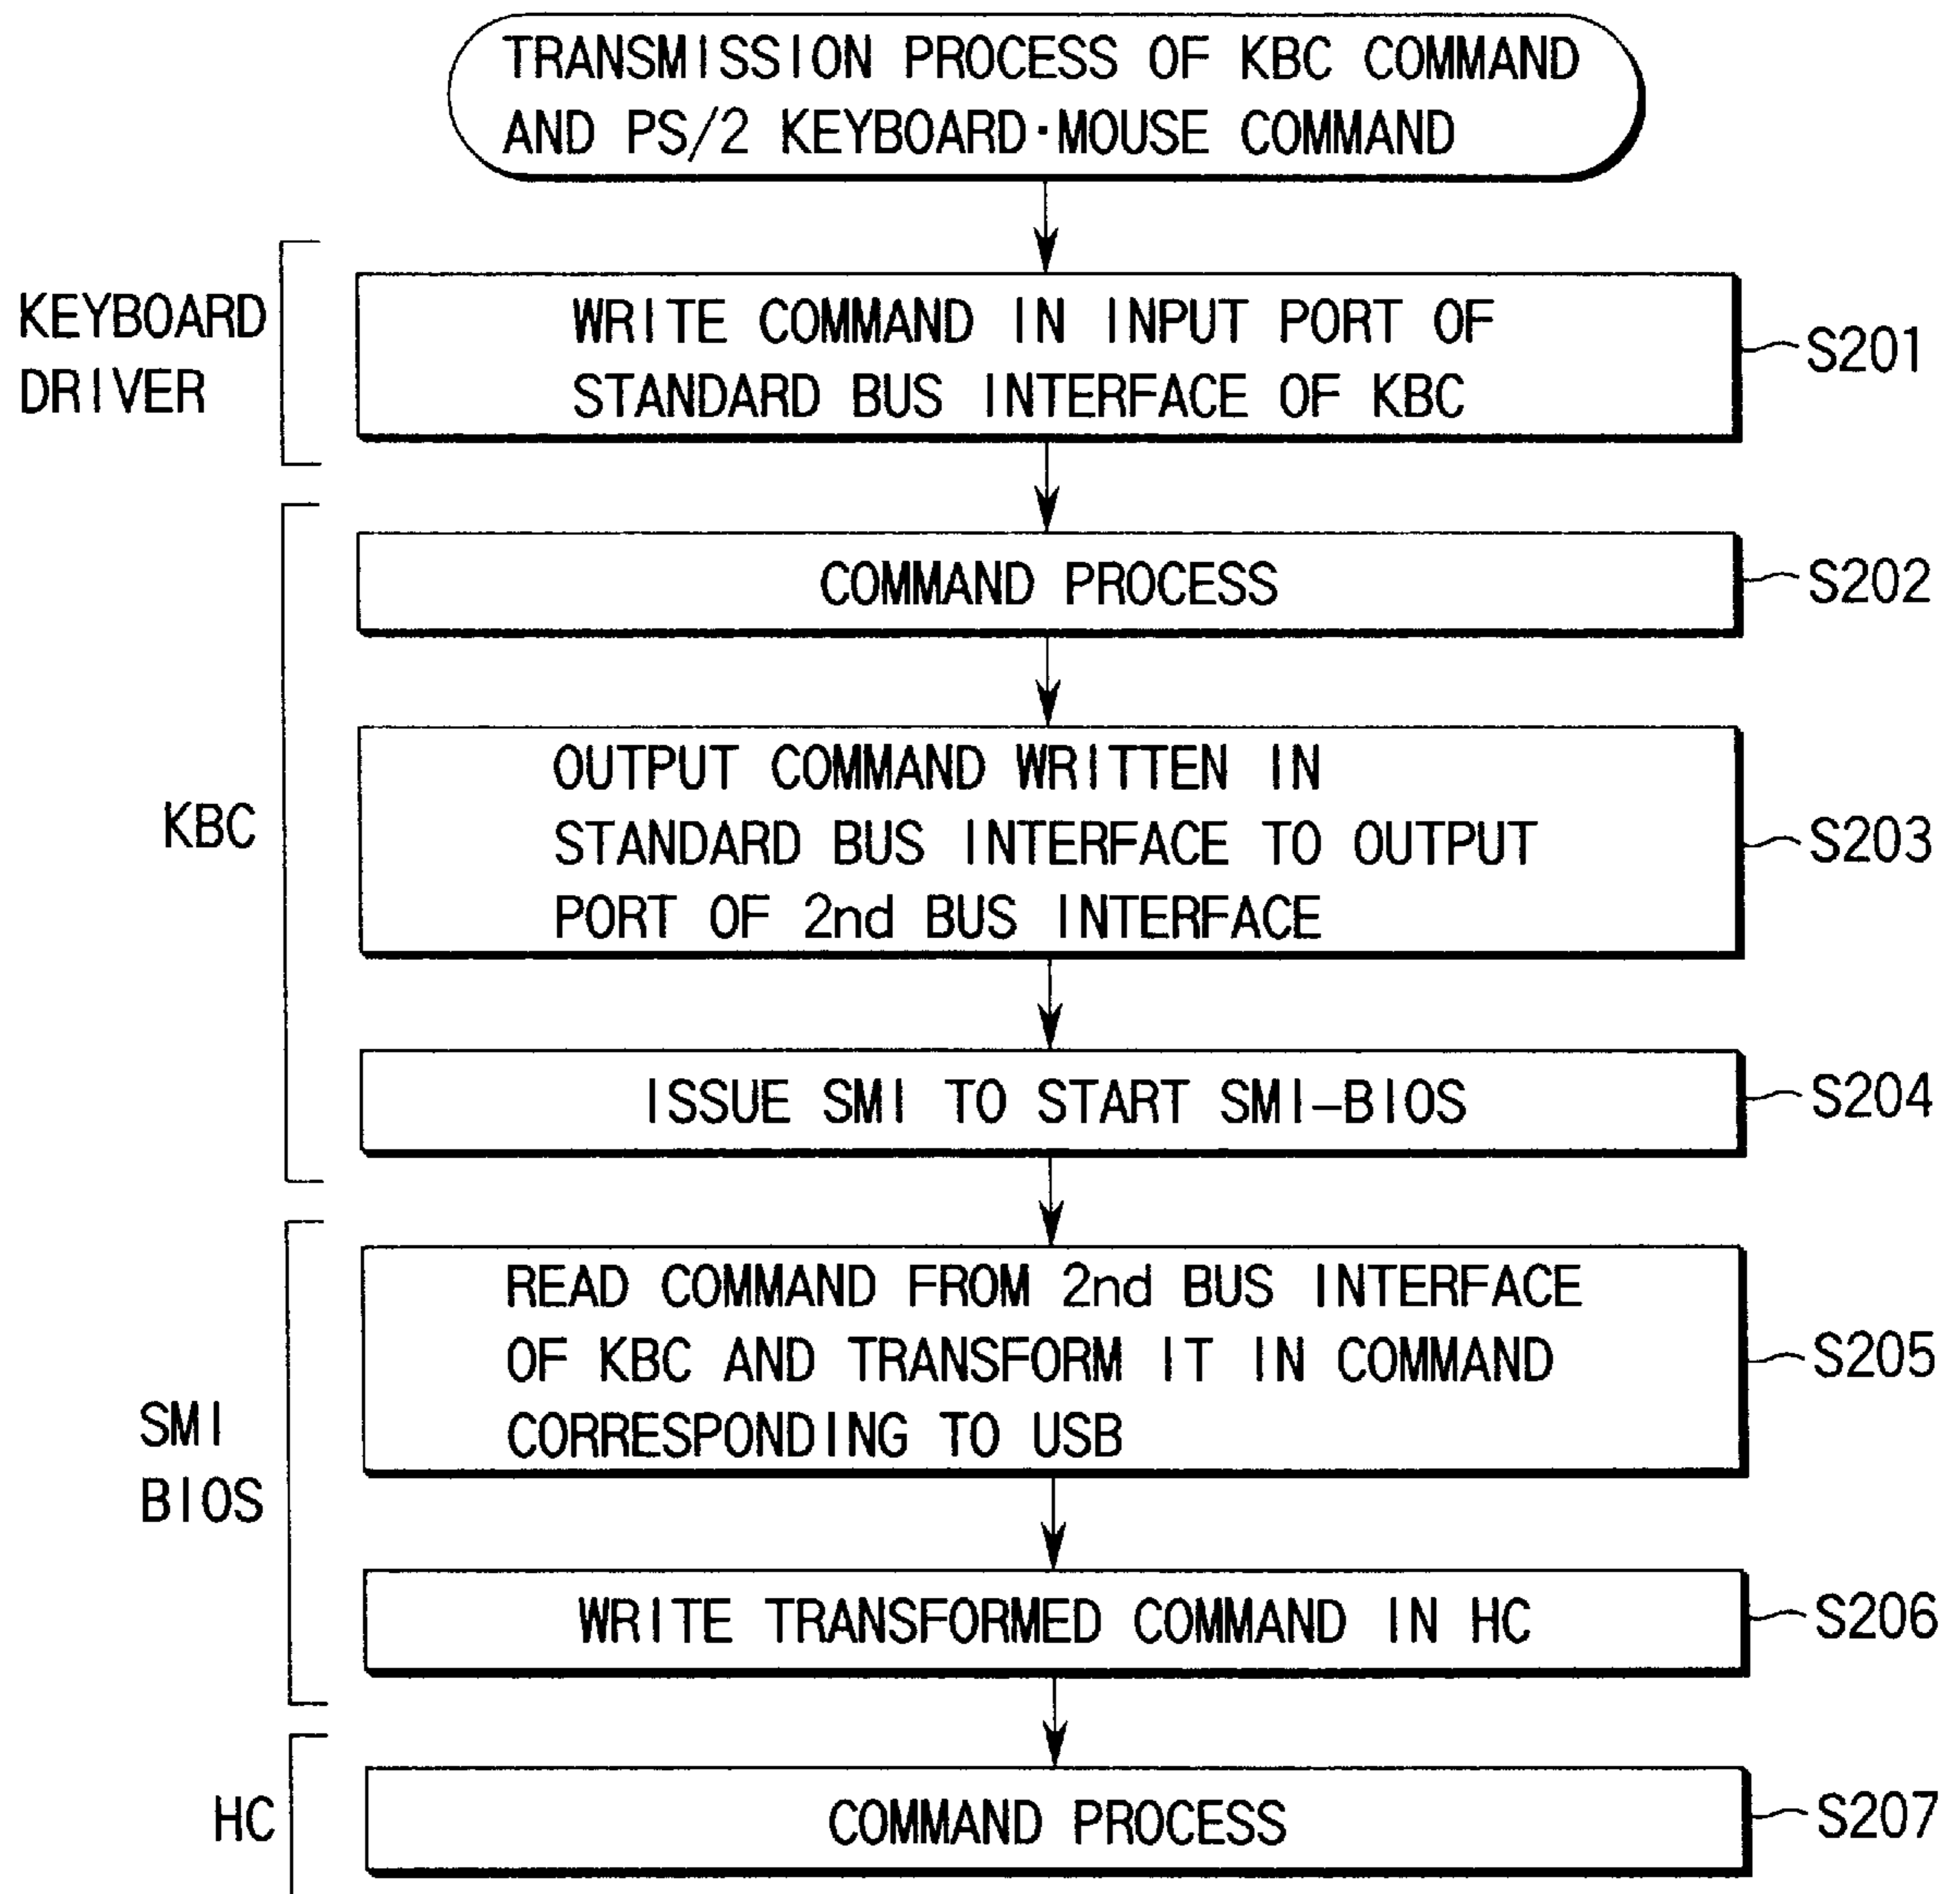 TRANSMISSION PROCESS OF KBC COMMAND
AND PS/2 KEYBOARD·MOUSE COMMAND
KEYBOARD
DRIVER
WRITE COMMAND IN INPUT PORT OF
STANDARD BUS INTERFACE OF KBC
S201
KBC
COMMAND PROCESS
S202
OUTPUT COMMAND WRITTEN IN
STANDARD BUS INTERFACE TO OUTPUT
PORT OF 2nd BUS INTERFACE
S203
ISSUE SMI TO START SMI-BIOS
S204
SMI
BIOS
READ COMMAND FROM 2nd BUS INTERFACE
OF KBC AND TRANSFORM IT IN COMMAND
CORRESPONDING TO USB
S205
WRITE TRANSFORMED COMMAND IN HC
S206
HC
COMMAND PROCESS
S207